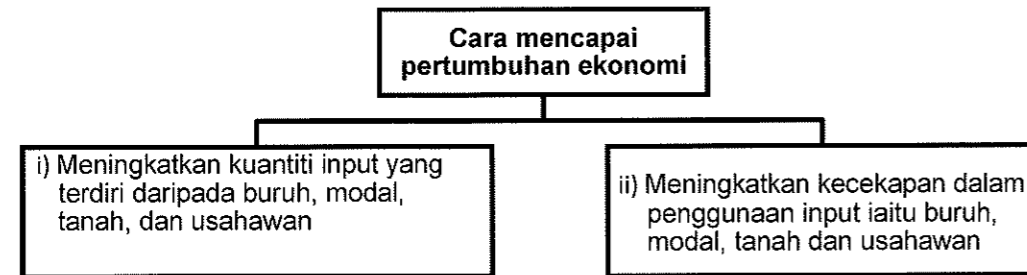 Cara mencapai
pertumbuhan ekonomi
i) Meningkatkan kuantiti input yang
terdiri daripada buruh, modal,
tanah, dan usahawan
ii) Meningkatkan kecekapan dalam
penggunaan input iaitu buruh,
modal, tanah dan usahawan